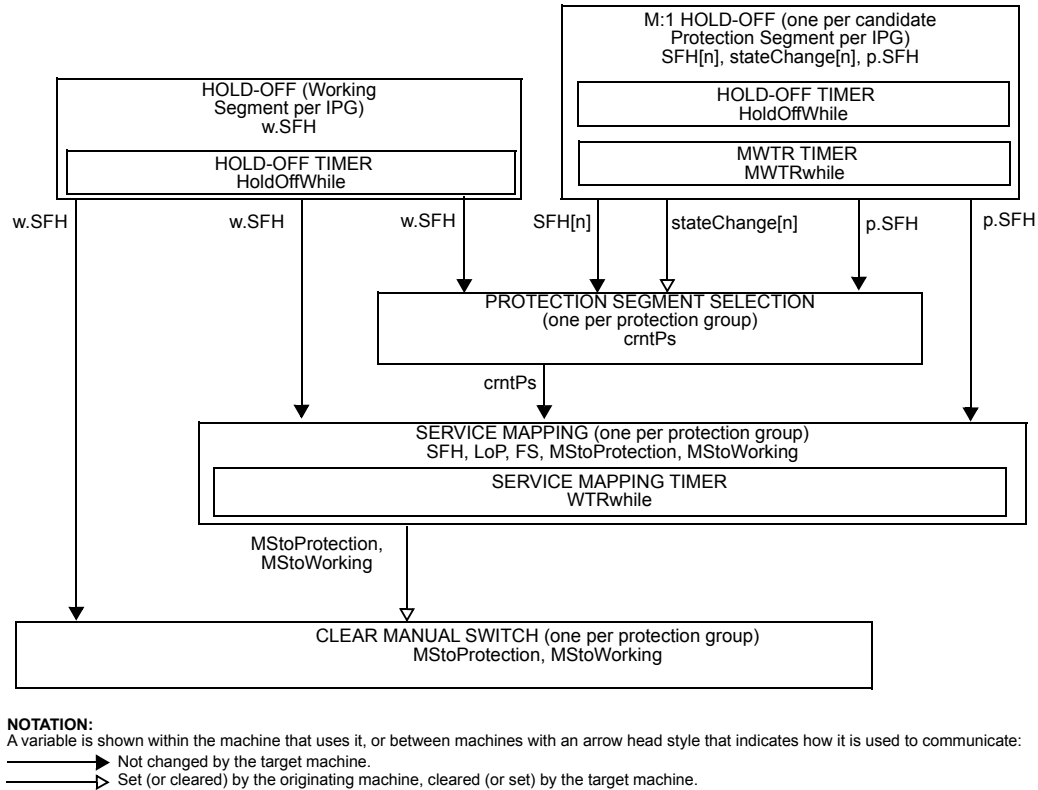 M:1 HOLD-OFF (one per candidate
Protection Segment per IPG)
SFH[n], stateChange[n], p.SFH
HOLD-OFF TIMER
HoldOffWhile
MWTR TIMER
MWTRwhile
HOLD-OFF (Working
Segment per IPG)
w.SFH
HOLD-OFF TIMER
HoldOffWhile
w.SFH
w.SFH
w.SFH
SFH[n]
stateChange[n]
p.SFH
p.SFH
PROTECTION SEGMENT SELECTION
(one per protection group)
crntPs
crntPs
SERVICE MAPPING (one per protection group)
SFH, LoP, FS, MStoProtection, MStoWorking
SERVICE MAPPING TIMER
WTRwhile
MStoProtection,
MStoWorking
CLEAR MANUAL SWITCH (one per protection group)
MStoProtection, MStoWorking
NOTATION:
A variable is shown within the machine that uses it, or between machines with an arrow head style that indicates how it is used to communicate:
Not changed by the target machine.
Set (or cleared) by the originating machine, cleared (or set) by the target machine.